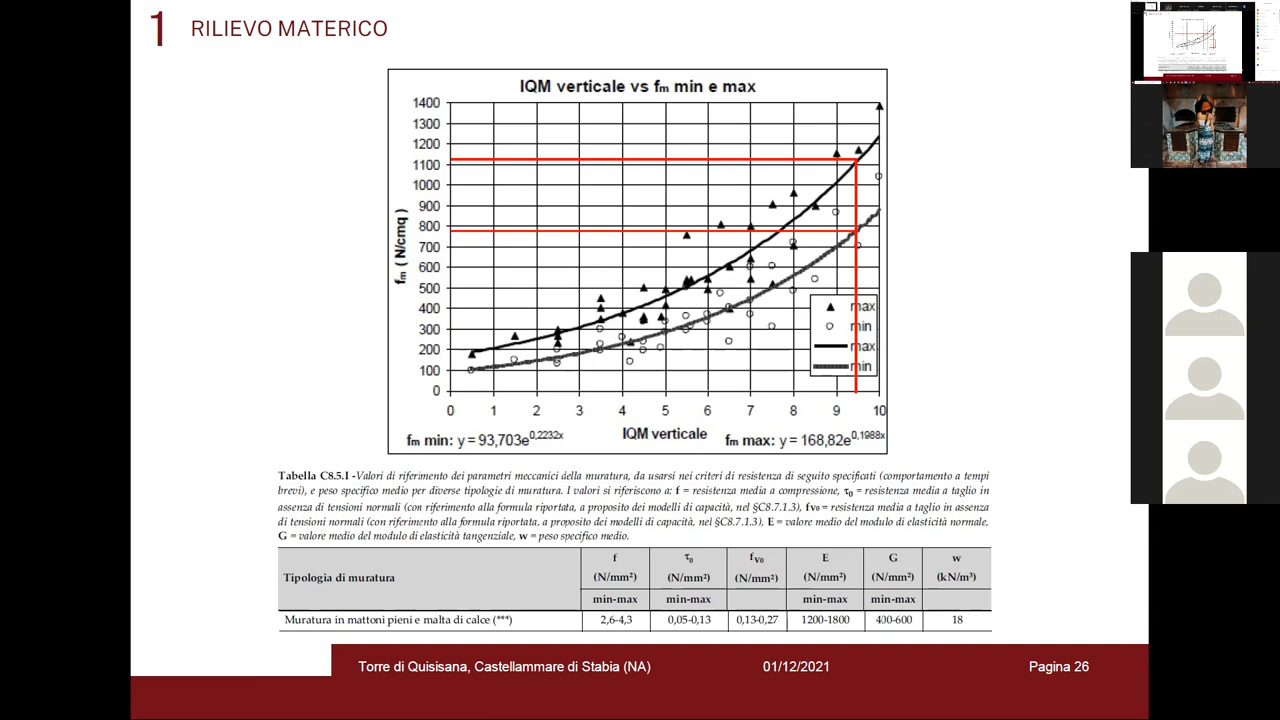 1 RILIEVO MATERICO
IQM verticale vs fm min e max
1400
1300
1200
1100
1000
900
800
700
600
500
400
300
200
100
0
fm ( N/cmq )
max
min
max
min
0 1 2 3 4 5 6 7 8 9 10
IQM verticale
fm min: y = 93,703e^0,2232x
fm max: y = 168,82e^0,1988x
Tabella C8.5.I -Valori di riferimento dei parametri meccanici della muratura, da usarsi nei criteri di resistenza di seguito specificati (comportamento a tempi
brevi), e peso specifico medio per diverse tipologie di muratura. I valori si riferiscono a: f = resistenza media a compressione, τ0 = resistenza media a taglio in
assenza di tensioni normali (con riferimento alla formula riportata, a proposito dei modelli di capacità, nel §C8.7.1.3), fv0 = resistenza media a taglio in assenza
di tensioni normali (con riferimento alla formula riportata, a proposito dei modelli di capacità, nel §C8.7.1.3), E = valore medio del modulo di elasticità normale,
G = valore medio del modulo di elasticità tangenziale, w = peso specifico medio.
Tipologia di muratura
f τ0 fv0 E G w
(N/mm²) (N/mm²) (N/mm²) (N/mm²) (N/mm²) (kN/m³)
min-max min-max min-max min-max
Muratura in mattoni pieni e malta di calce (***) 2,6-4,3 0,05-0,13 0,13-0,27 1200-1800 400-600 18
Torre di Quisisana, Castellammare di Stabia (NA) 01/12/2021 Pagina 26